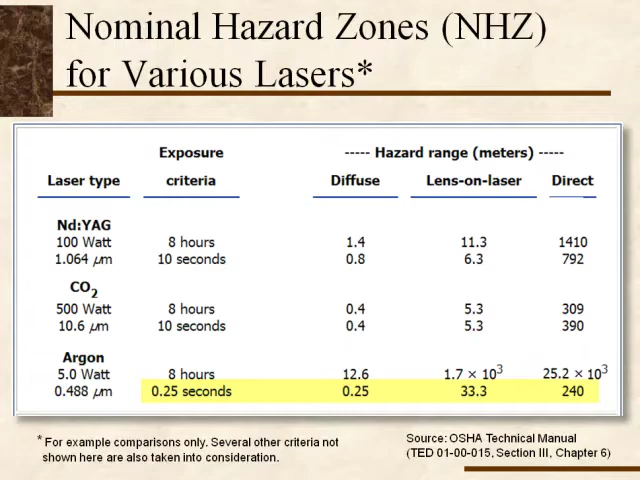 Nominal Hazard Zones (NHZ)
for Various Lasers*
Exposure ----- Hazard range (meters) -----
Laser type criteria Diffuse Lens-on-laser Direct
Nd:YAG
100 Watt 8 hours 1.4 11.3 1410
1.064 µm 10 seconds 0.8 6.3 792
CO2
500 Watt 8 hours 0.4 5.3 309
10.6 µm 10 seconds 0.4 5.3 390
Argon
5.0 Watt 8 hours 12.6 1.7 × 10³ 25.2 × 10³
0.488 µm 0.25 seconds 0.25 33.3 240
* For example comparisons only. Several other criteria not
shown here are also taken into consideration.
Source: OSHA Technical Manual
(TED 01-00-015, Section III, Chapter 6)